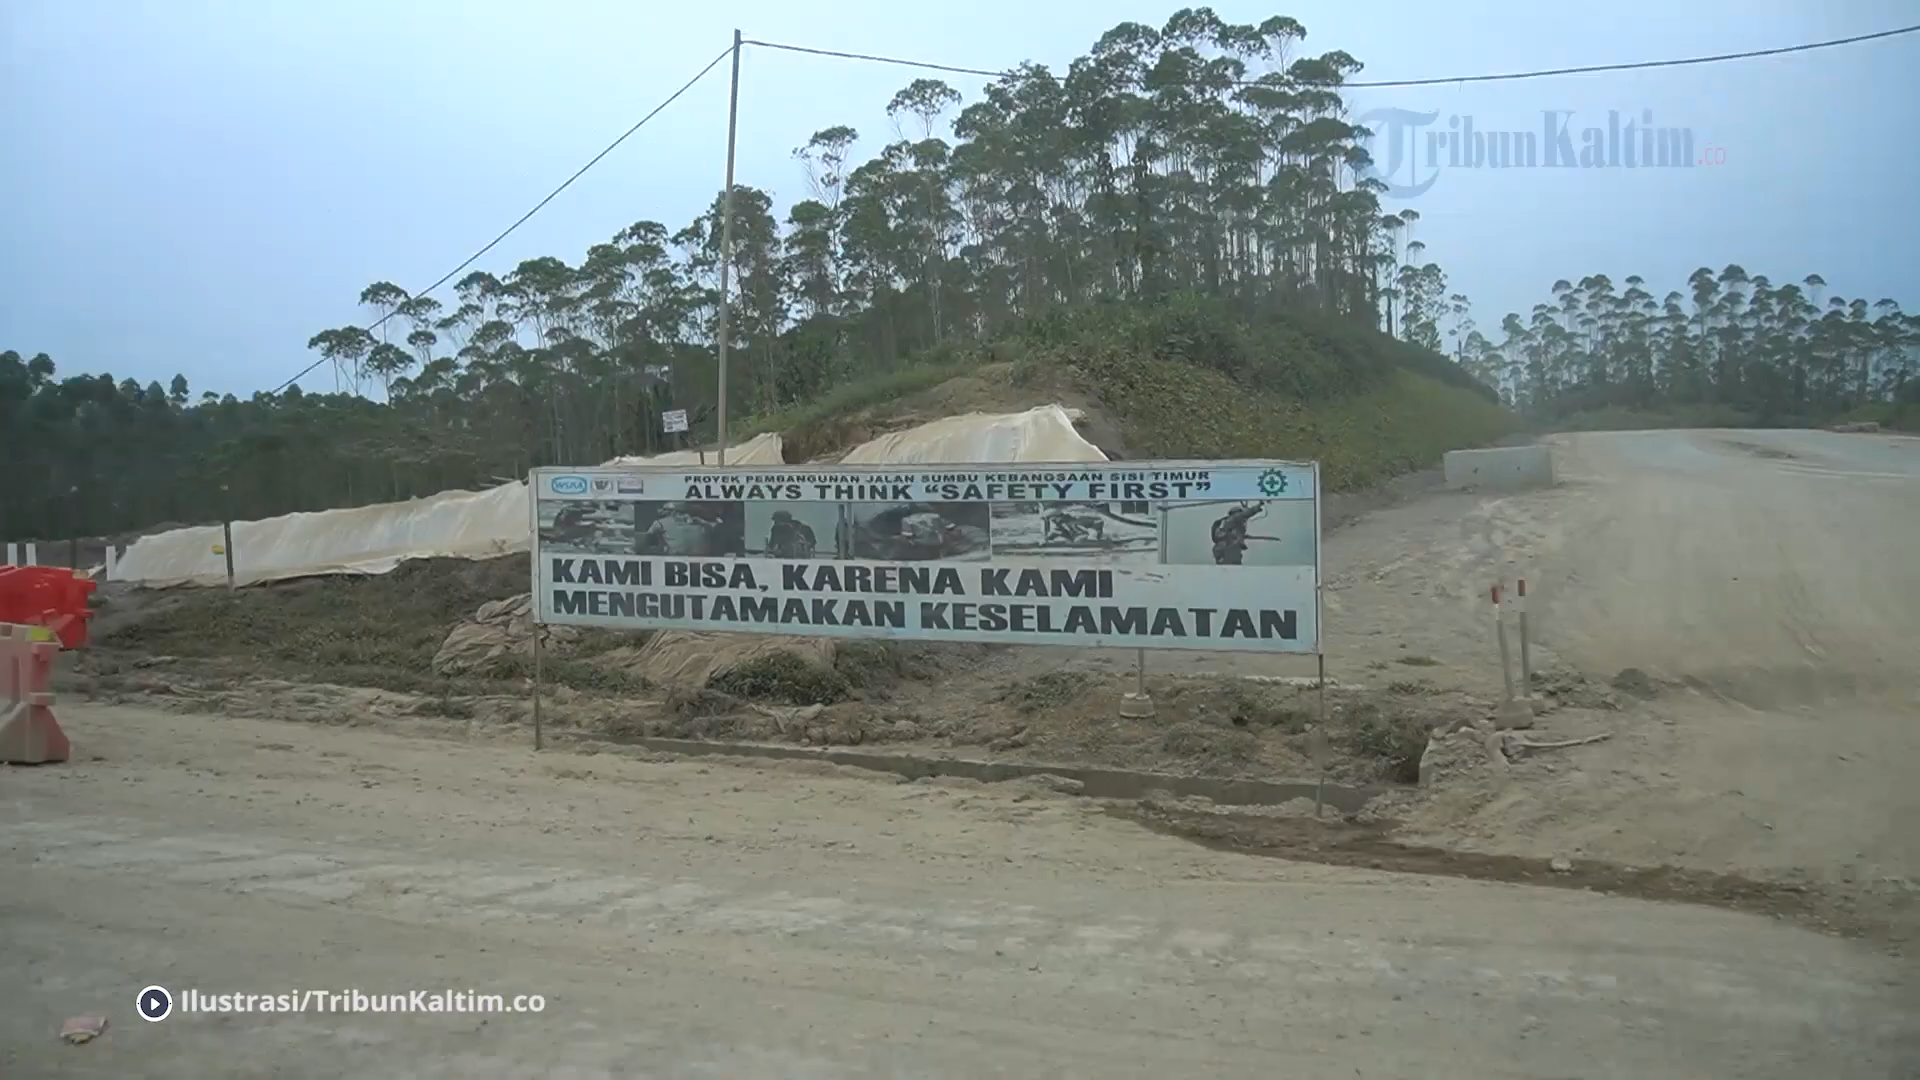 TribunKaltim.co
WSKT
PROYEK PEMBANGUNAN JALAN SUMBU KEBANGSAAN SISI TIMUR
ALWAYS THINK “SAFETY FIRST”
KAMI BISA, KARENA KAMI
MENGUTAMAKAN KESELAMATAN
Ilustrasi/TribunKaltim.co